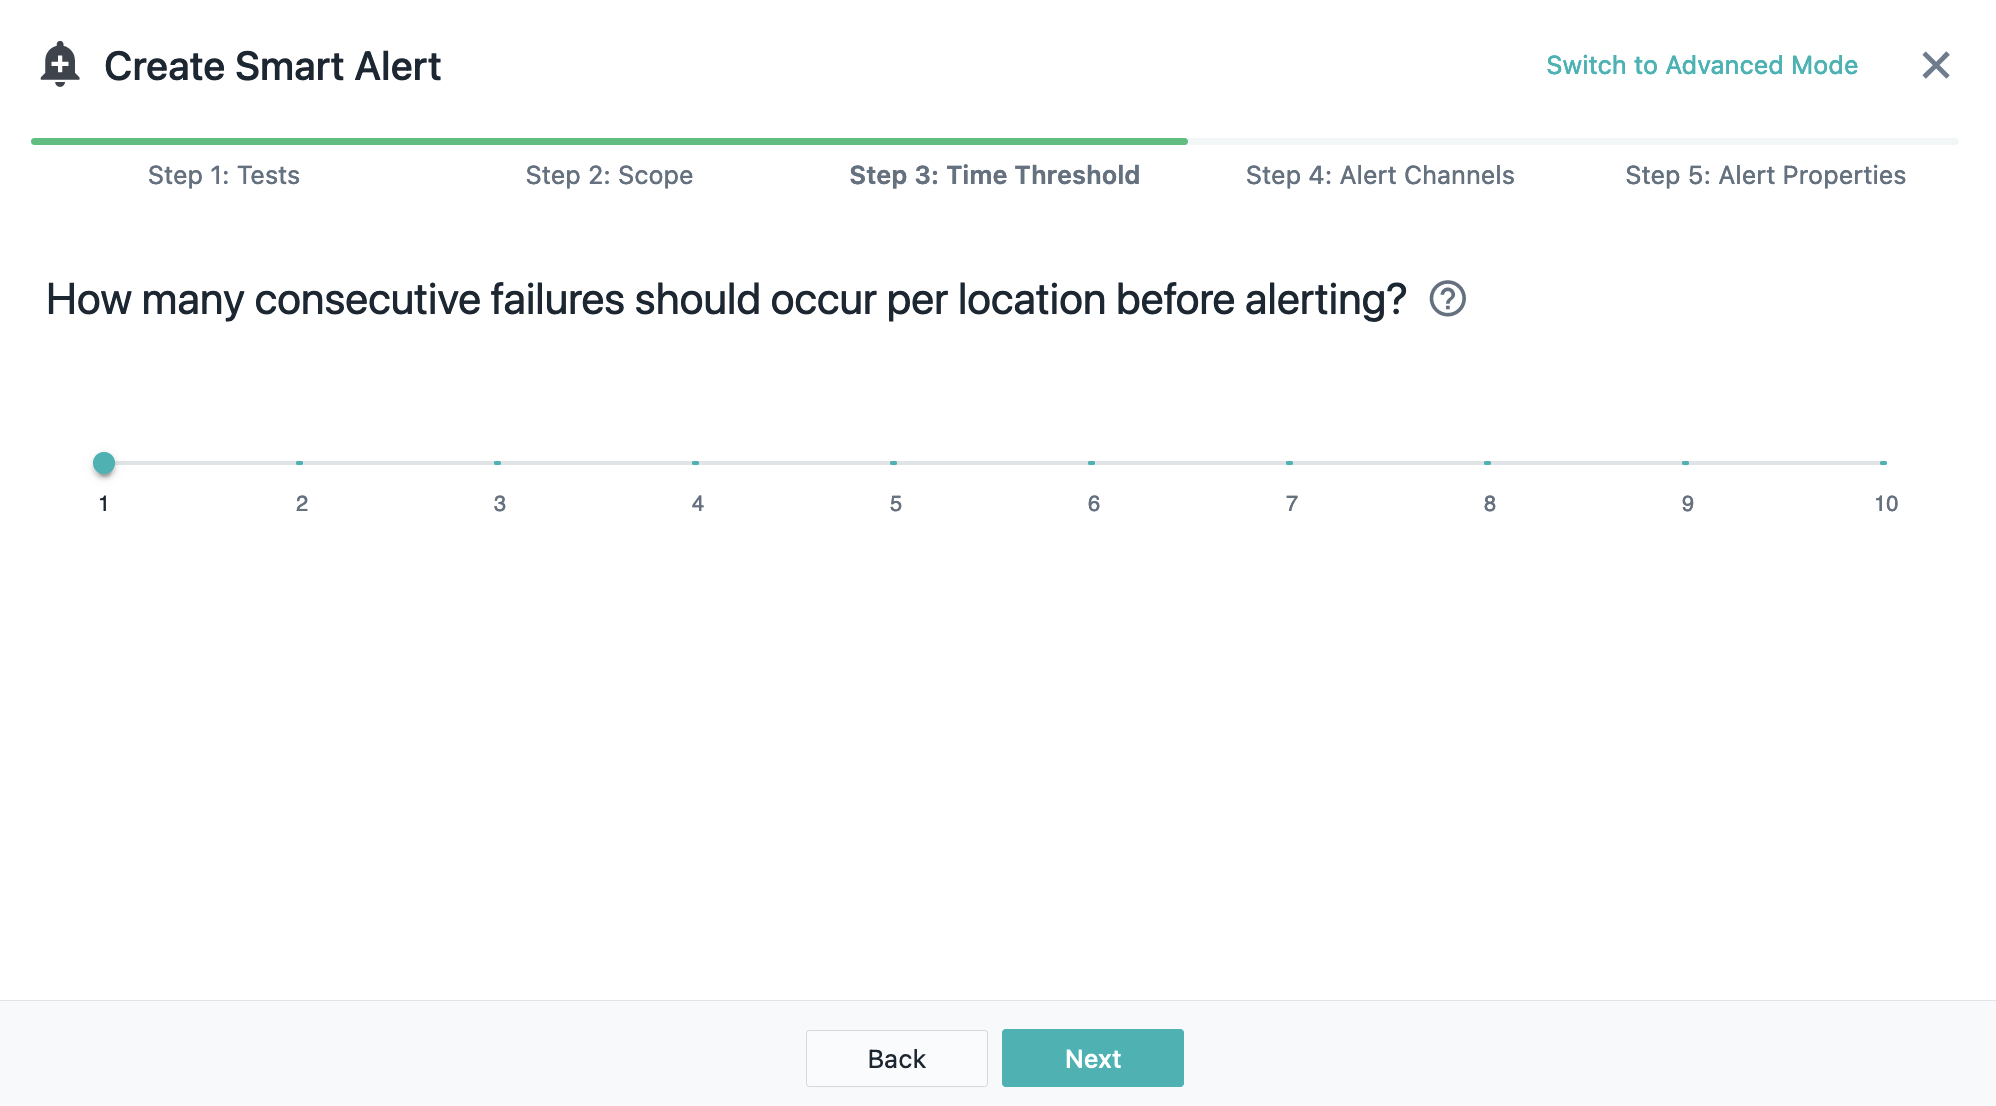 Create Smart Alert
Switch to Advanced Mode
Step 1: Tests
Step 2: Scope
Step 3: Time Threshold
Step 4: Alert Channels
Step 5: Alert Properties
How many consecutive failures should occur per location before alerting?
1 2 3 4 5 6 7 8 9 10
Back
Next